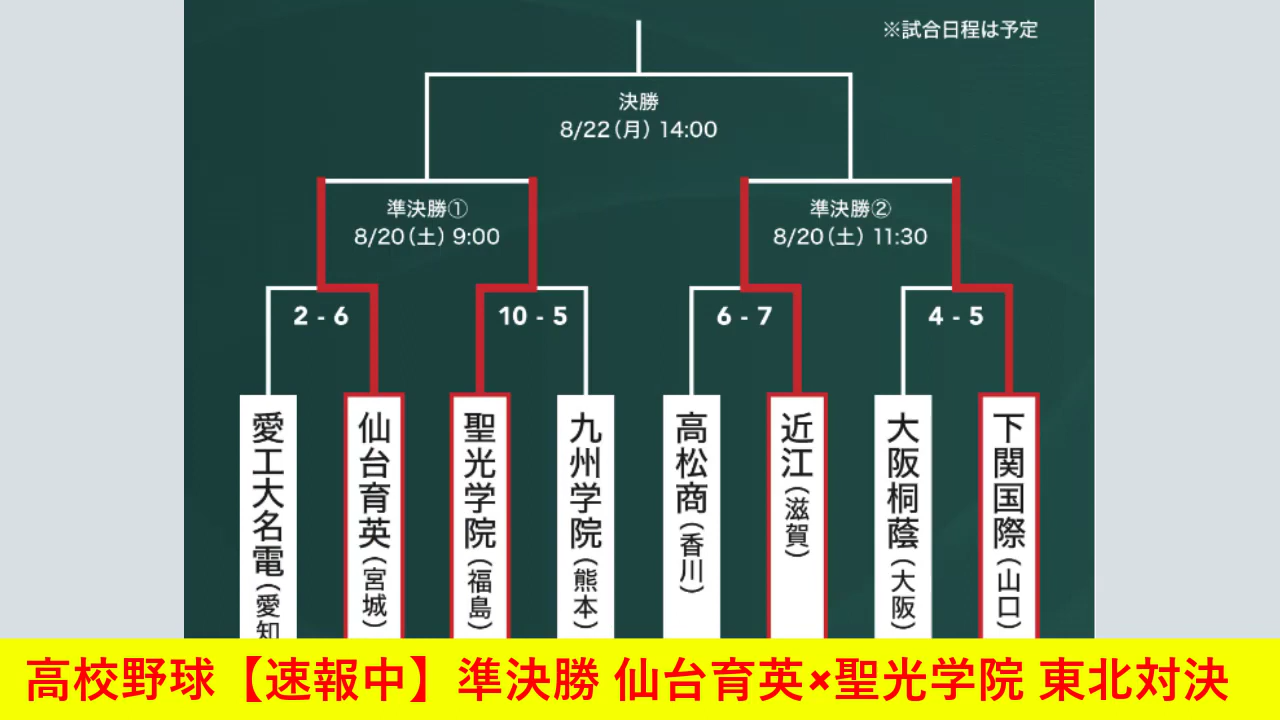 ※試合日程は予定
決勝
8/22(月) 14:00
準決勝①
8/20(土) 9:00
準決勝②
8/20(土) 11:30
2 - 6
10 - 5
6 - 7
4 - 5
愛工大名電(愛知
仙台育英(宮城)
聖光学院(福島)
九州学院(熊本)
高松商(香川)
近江(滋賀)
大阪桐蔭(大阪)
下関国際(山口)
高校野球【速報中】準決勝 仙台育英×聖光学院 東北対決